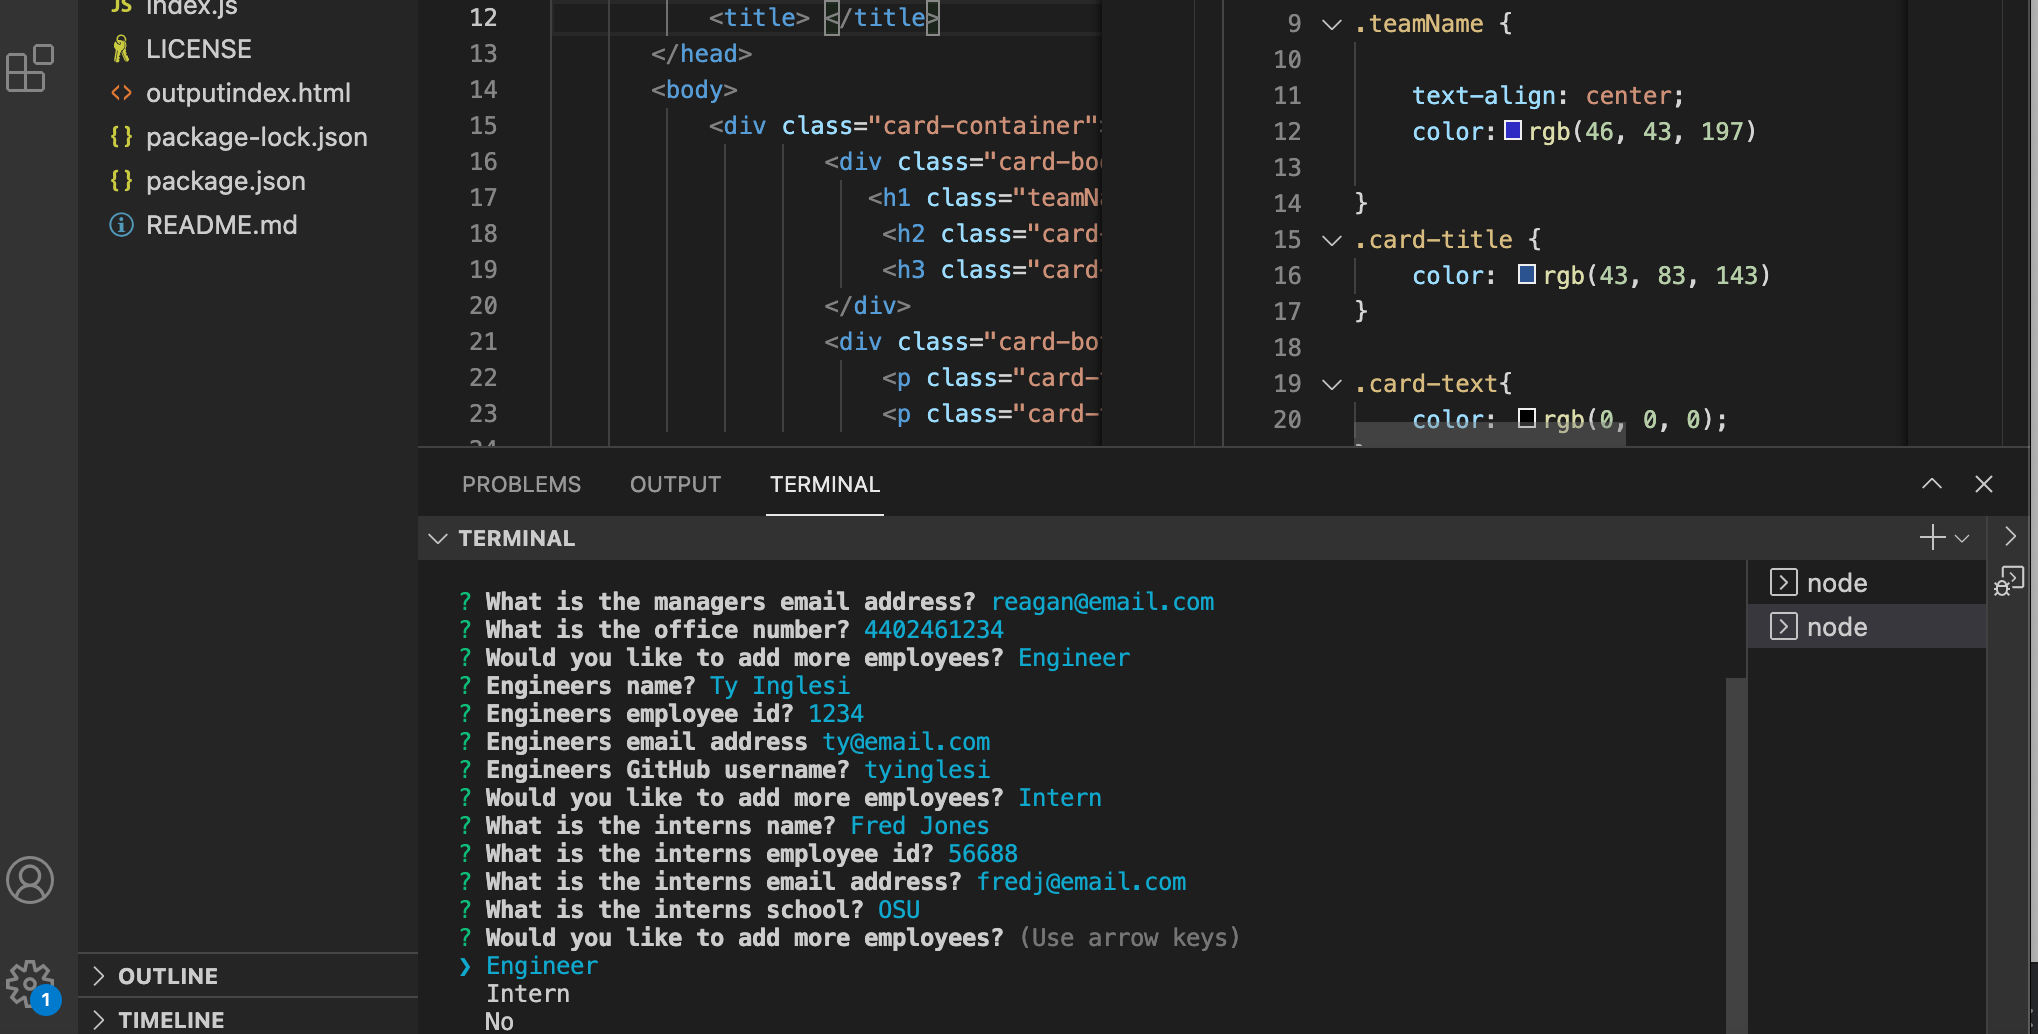 JS index.js
LICENSE
<> outputindex.html
{} package-lock.json
{} package.json
README.md
OUTLINE
1
TIMELINE
12 <title> </title>
13 </head>
14 <body>
15 <div class="card-container"
16 <div class="card-bo
17 <h1 class="teamN
18 <h2 class="card-
19 <h3 class="card-
20 </div>
21 <div class="card-bo
22 <p class="card-
23 <p class="card-
9 .teamName {
10
11 text-align: center;
12 color: rgb(46, 43, 197)
13
14 }
15 .card-title {
16 color: rgb(43, 83, 143)
17 }
18
19 .card-text{
20 color: rgb(0, 0, 0);
PROBLEMS OUTPUT TERMINAL
TERMINAL
? What is the managers email address? reagan@email.com
? What is the office number? 4402461234
? Would you like to add more employees? Engineer
? Engineers name? Ty Inglesi
? Engineers employee id? 1234
? Engineers email address ty@email.com
? Engineers GitHub username? tyinglesi
? Would you like to add more employees? Intern
? What is the interns name? Fred Jones
? What is the interns employee id? 56688
? What is the interns email address? fredj@email.com
? What is the interns school? OSU
? Would you like to add more employees? (Use arrow keys)
❯ Engineer
Intern
No
node
node